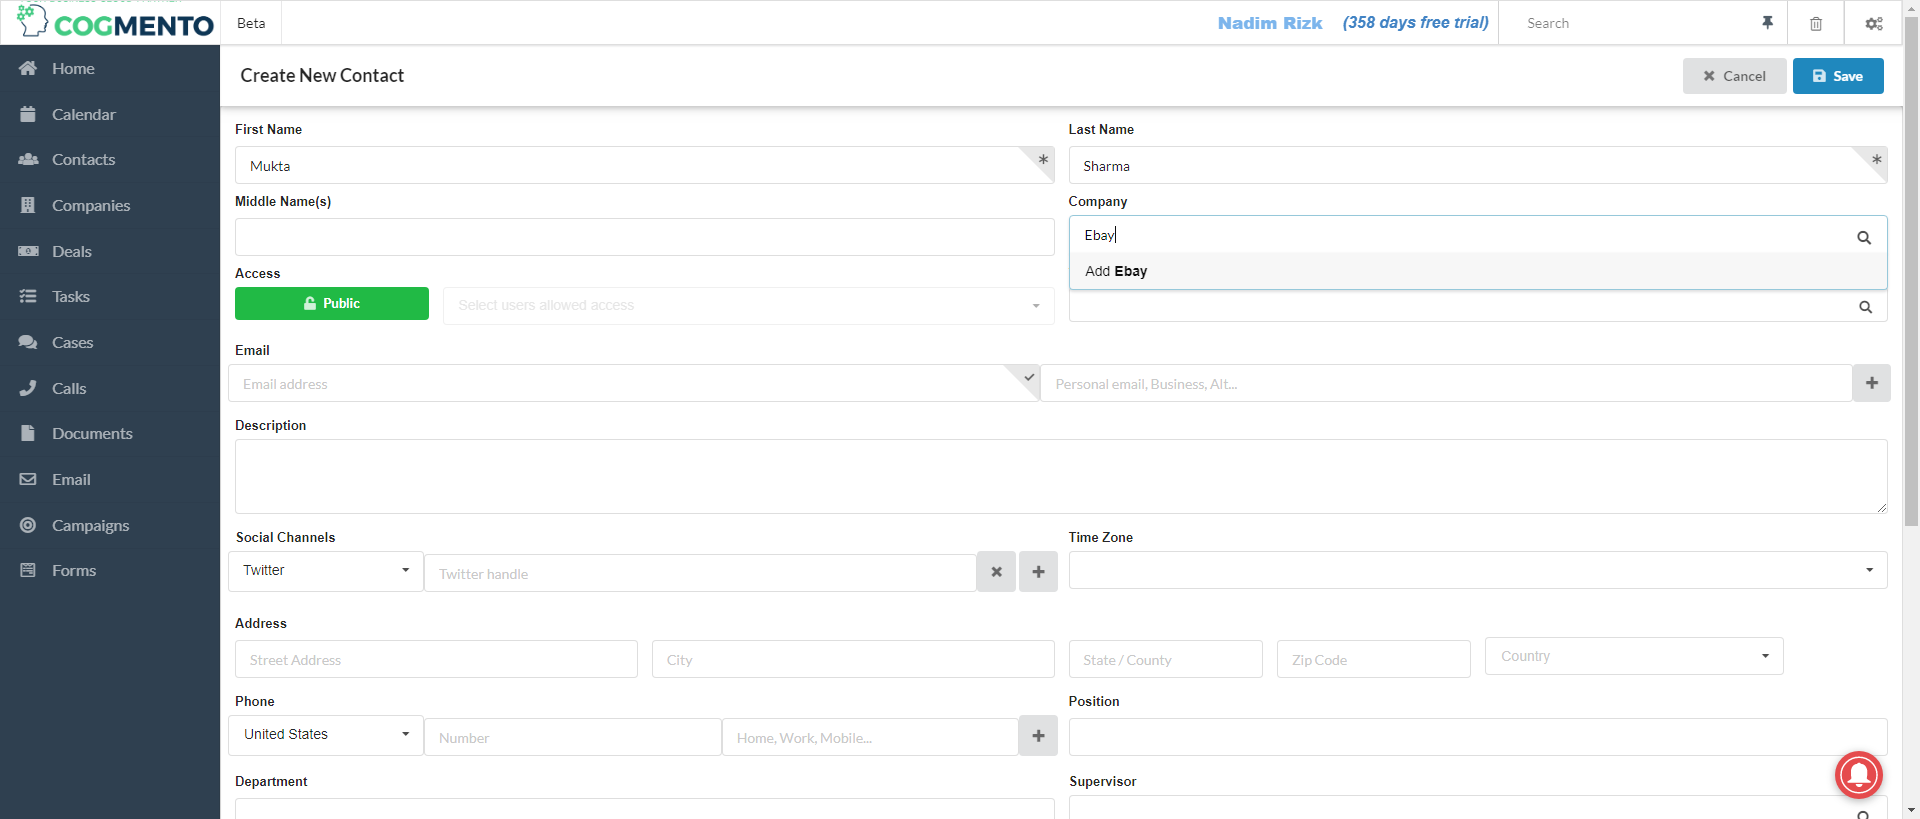 COGMENTO
Beta
Nadim Rizk
(358 days free trial)
Search
Home
Calendar
Contacts
Companies
Deals
Tasks
Cases
Calls
Documents
Email
Campaigns
Forms
Create New Contact
Cancel
Save
First Name
Last Name
Mukta
Sharma
Middle Name(s)
Company
Ebay
Add Ebay
Access
Public
Select users allowed access
Email
Email address
Personal email, Business, Alt...
Description
Social Channels
Time Zone
Twitter
Twitter handle
Address
Street Address
City
State / County
Zip Code
Country
Phone
Position
United States
Number
Home, Work, Mobile...
Department
Supervisor